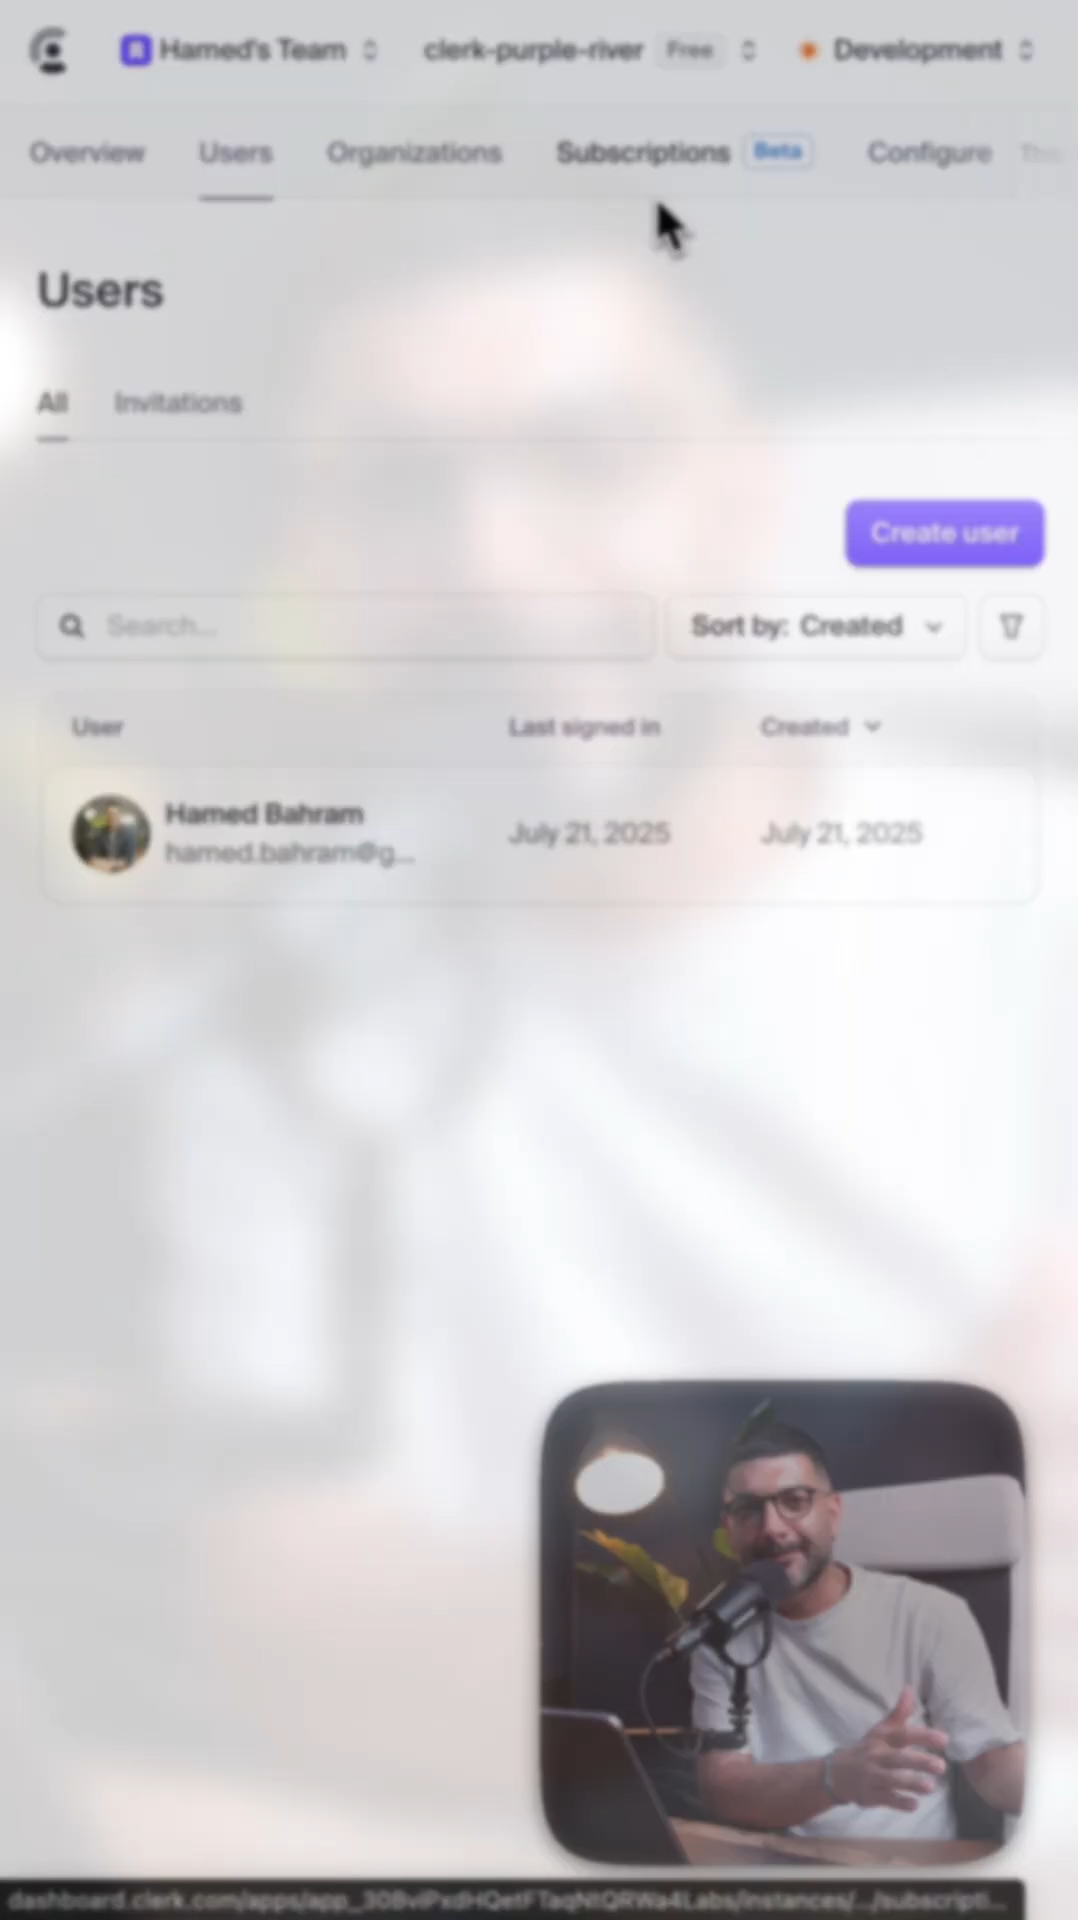 Hamed's Team clerk-purple-river Free Development
Overview Users Organizations Subscriptions Beta Configure
Users
All Invitations
Create user
Search... Sort by: Created
User Last signed in Created
Hamed Bahram July 21, 2025 July 21, 2025
hamed.bahram@g...